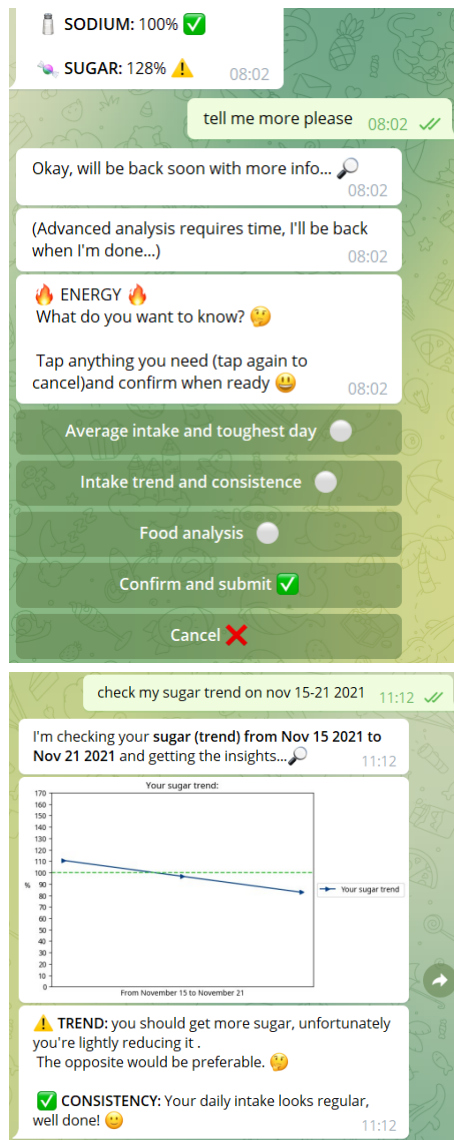 SODIUM: 100%
SUGAR: 128%
08:02
tell me more please
08:02
Okay, will be back soon with more info...
08:02
(Advanced analysis requires time, I'll be back
when I'm done...)
08:02
ENERGY
What do you want to know?
Tap anything you need (tap again to
cancel)and confirm when ready
08:02
Average intake and toughest day
Intake trend and consistence
Food analysis
Confirm and submit
Cancel
check my sugar trend on nov 15-21 2021
11:12
I'm checking your sugar (trend) from Nov 15 2021 to
Nov 21 2021 and getting the insights...
11:12
Your sugar trend:
170
160
150
140
130
120
110
100
90
80
70
60
50
40
30
20
10
0
%
Your sugar trend
From November 15 to November 21
TREND: you should get more sugar, unfortunately
you're lightly reducing it .
The opposite would be preferable.
CONSISTENCY: Your daily intake looks regular,
well done!
11:12